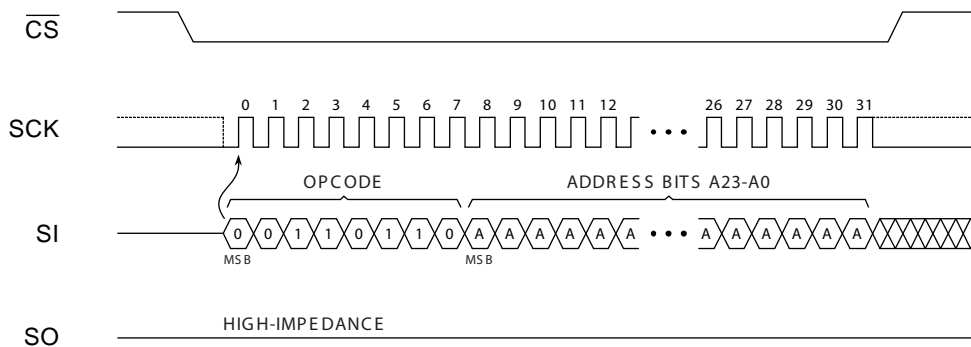 CS
SCK
0 1 2 3 4 5 6 7 8 9 10 11 12 26 27 28 29 30 31
OPCODE ADDRESS BITS A23-A0
SI
0 0 1 1 0 1 1 0 A A A A A A A A A A A A
MSB MSB
HIGH-IMPEDANCE
SO